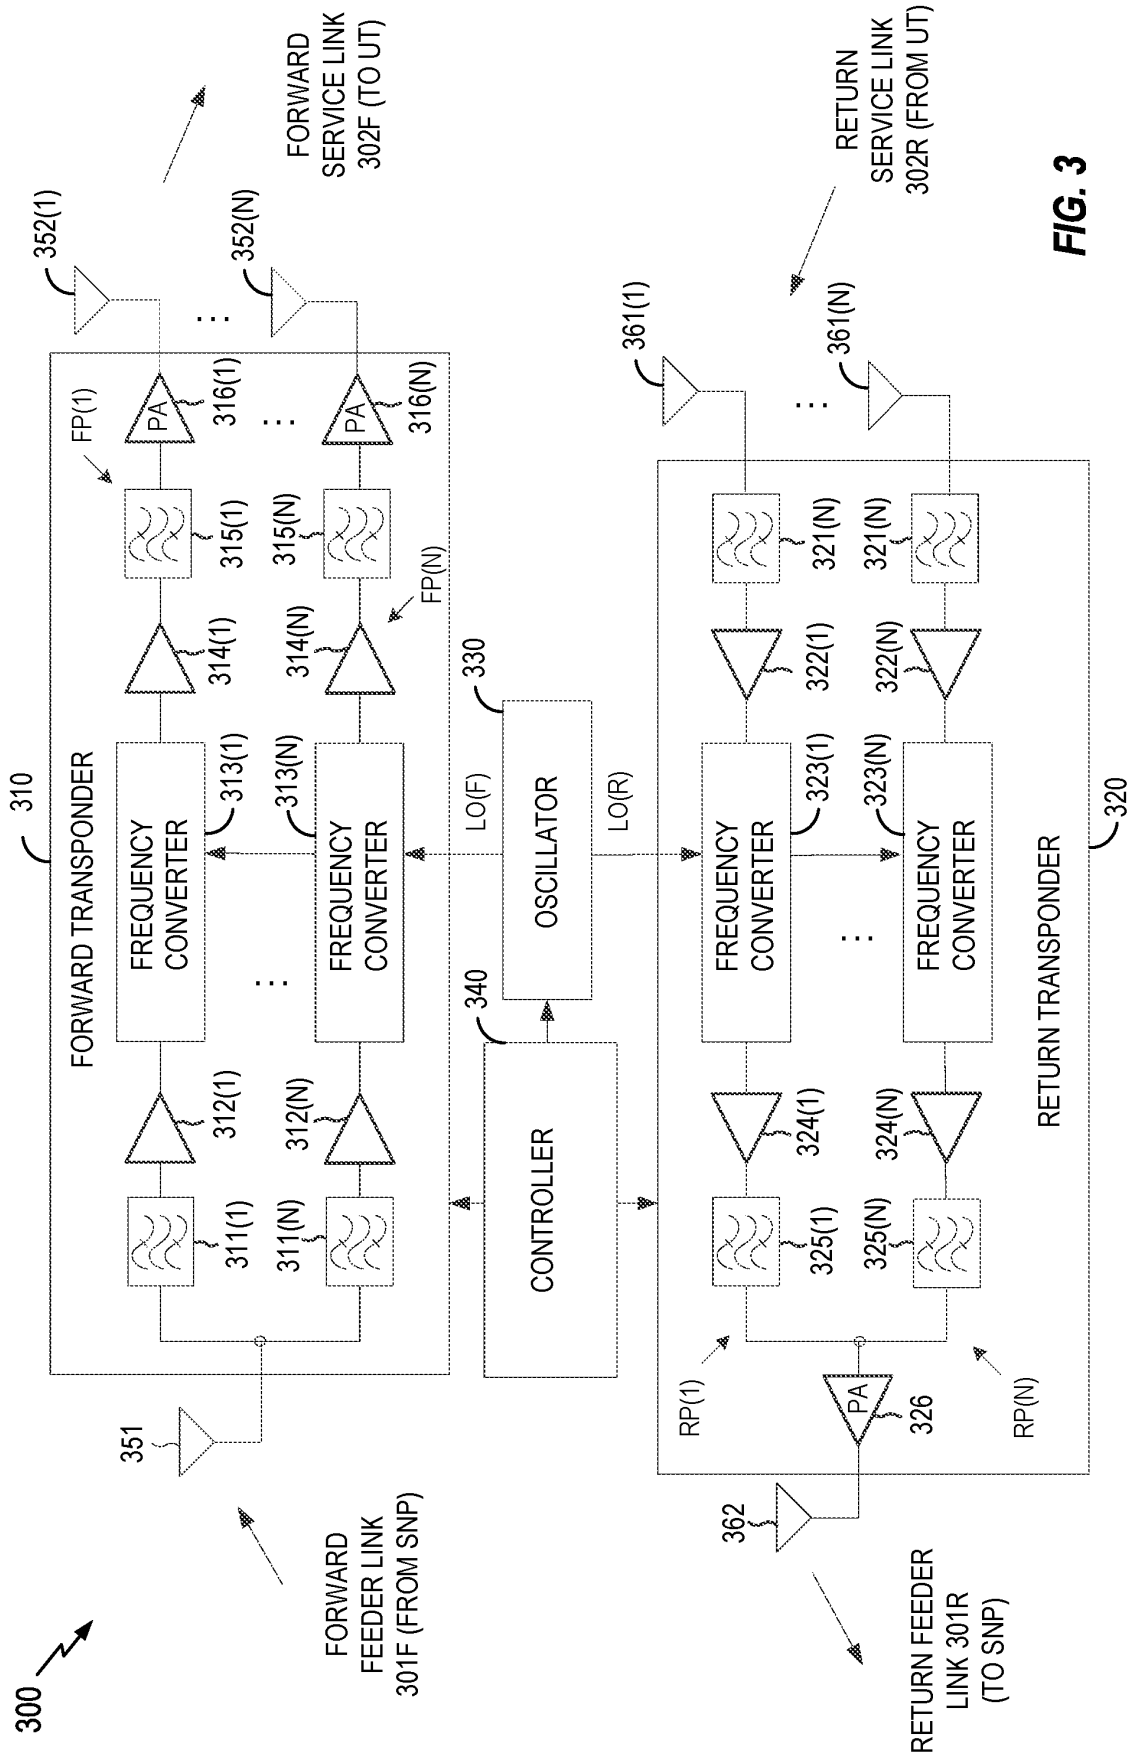 300
FORWARD
FEEDER LINK
301F (FROM SNP)
351
310
FORWARD TRANSPONDER
311(1)
312(1)
FREQUENCY
CONVERTER
313(1)
314(1)
FP(1)
315(1)
PA
316(1)
352(1)
...
311(N)
312(N)
...
FREQUENCY
CONVERTER
313(N)
314(N)
FP(N)
315(N)
...
PA
316(N)
352(N)
FORWARD
SERVICE LINK
302F (TO UT)
CONTROLLER
340
OSCILLATOR
330
LO(F)
LO(R)
RETURN FEEDER
LINK 301R
(TO SNP)
362
PA
326
RP(1)
325(1)
324(1)
FREQUENCY
CONVERTER
323(1)
322(1)
321(N)
361(1)
...
RP(N)
325(N)
324(N)
...
FREQUENCY
CONVERTER
323(N)
322(N)
321(N)
361(N)
RETURN TRANSPONDER
320
RETURN
SERVICE LINK
302R (FROM UT)
FIG. 3